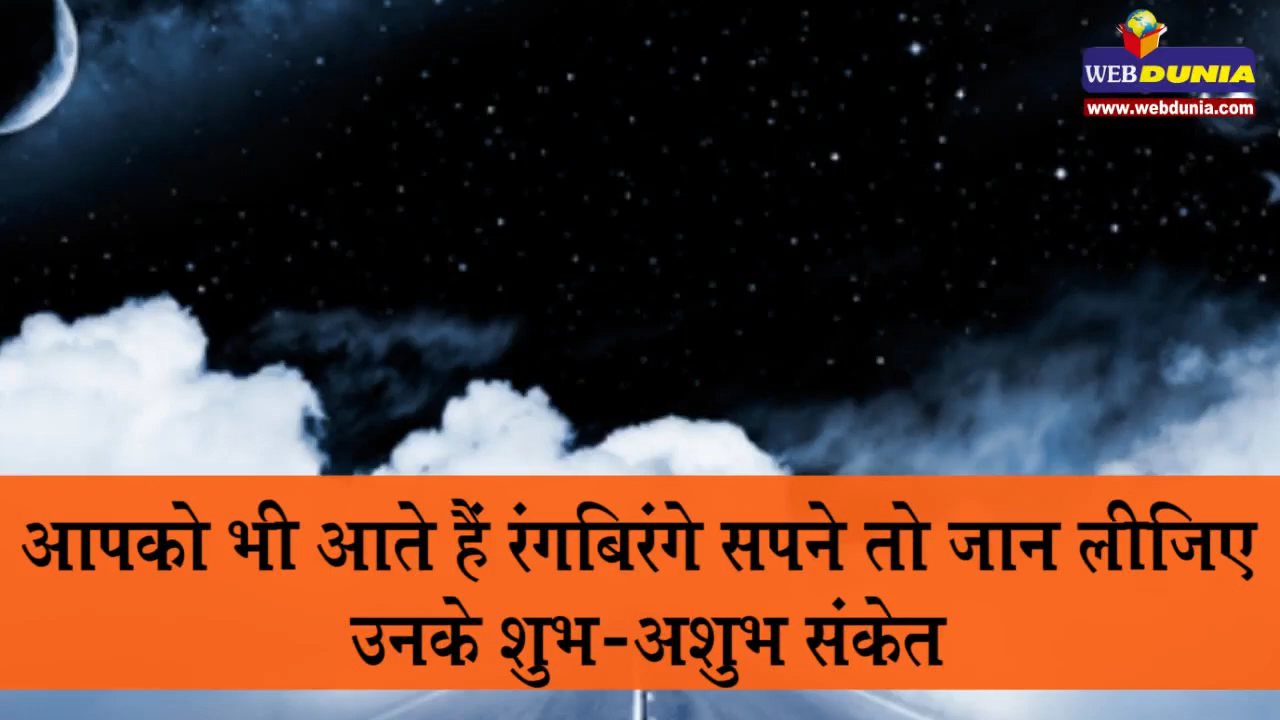 WEBDUNIA
www.webdunia.com
आपको भी आते हैं रंगबिरंगे सपने तो जान लीजिए
उनके शुभ-अशुभ संकेत